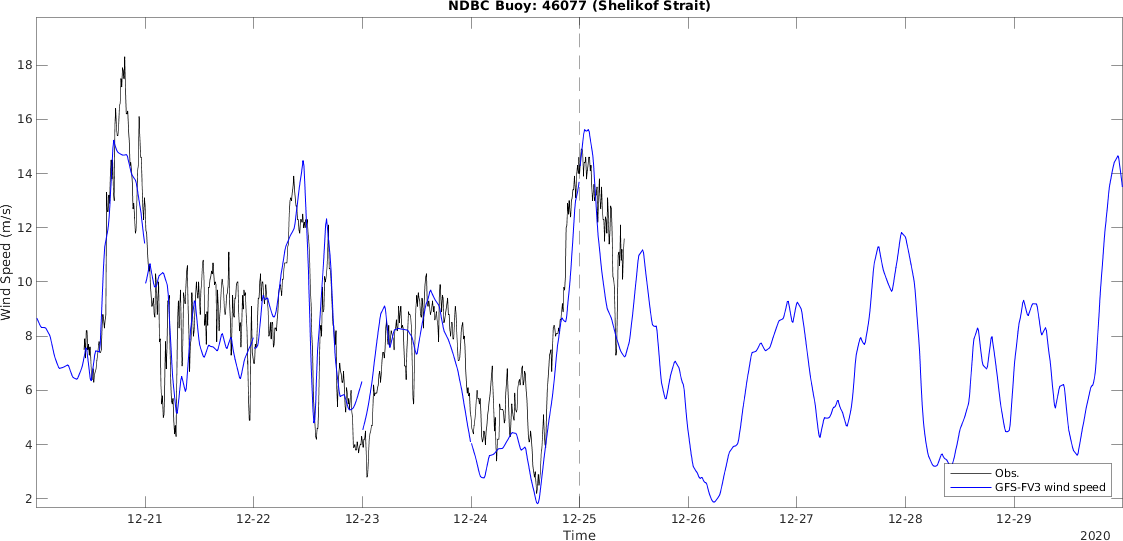 NDBC Buoy: 46077 (Shelikof Strait)
18
16
14
12
10
8
6
4
2
Wind Speed (m/s)
Obs.
GFS-FV3 wind speed
12-21 12-22 12-23 12-24 12-25 12-26 12-27 12-28 12-29
Time
2020